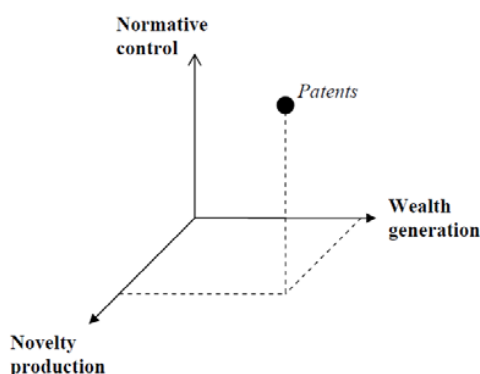 Normative
control
Patents
Wealth
generation
Novelty
production